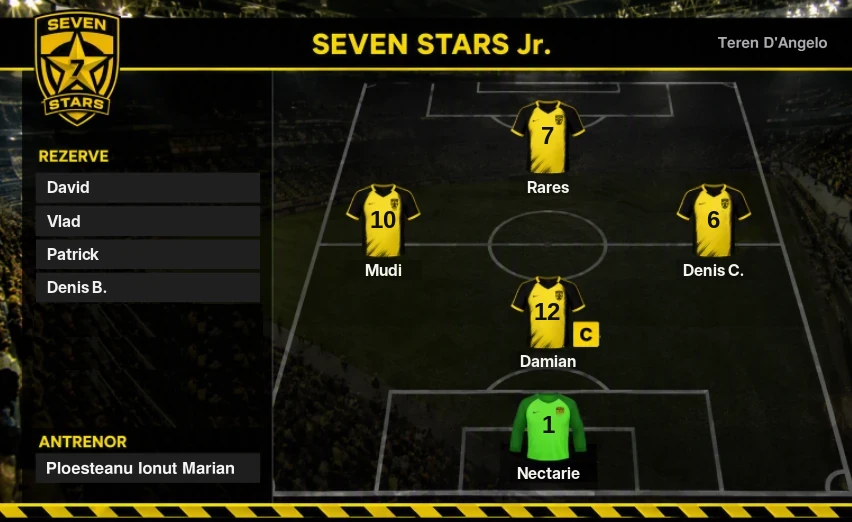 SEVEN
7
STARS
SEVEN STARS Jr.
Teren D'Angelo
REZERVE
David
Vlad
Patrick
Denis B.
ANTRENOR
Ploesteanu Ionut Marian
7
Rares
10
Mudi
6
Denis C.
12
C
Damian
1
Nectarie